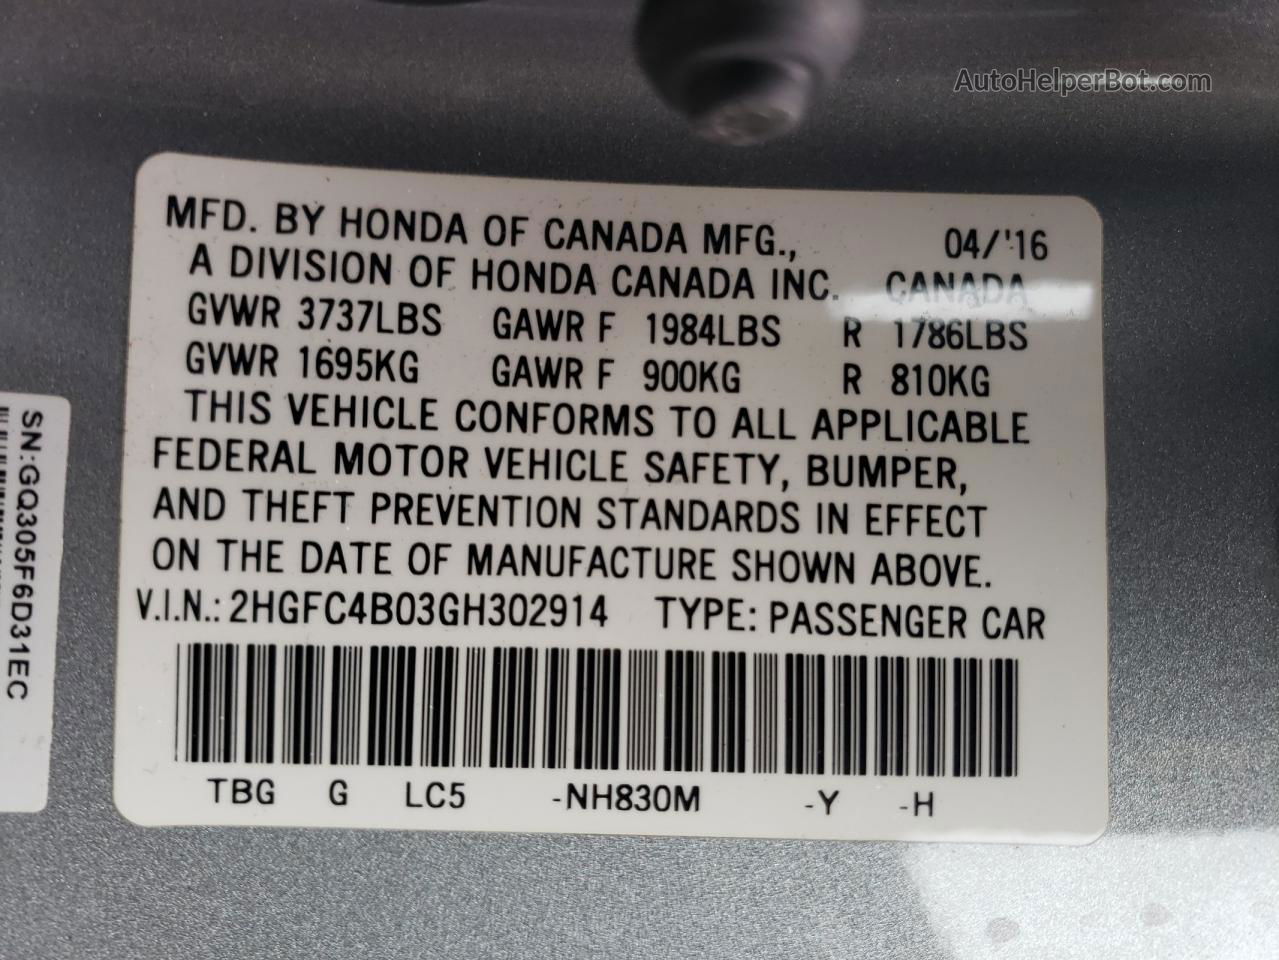 AutoHelperBot.com
MFD. BY HONDA OF CANADA MFG., 04/'16
A DIVISION OF HONDA CANADA INC. CANADA
GVWR 3737LBS GAWR F 1984LBS R 1786LBS
GVWR 1695KG GAWR F 900KG R 810KG
THIS VEHICLE CONFORMS TO ALL APPLICABLE
FEDERAL MOTOR VEHICLE SAFETY, BUMPER,
AND THEFT PREVENTION STANDARDS IN EFFECT
ON THE DATE OF MANUFACTURE SHOWN ABOVE.
V.I.N.: 2HGFC4B03GH302914 TYPE: PASSENGER CAR
TBG G LC5 -NH830M -Y -H
SN:GQ305F6D31EC